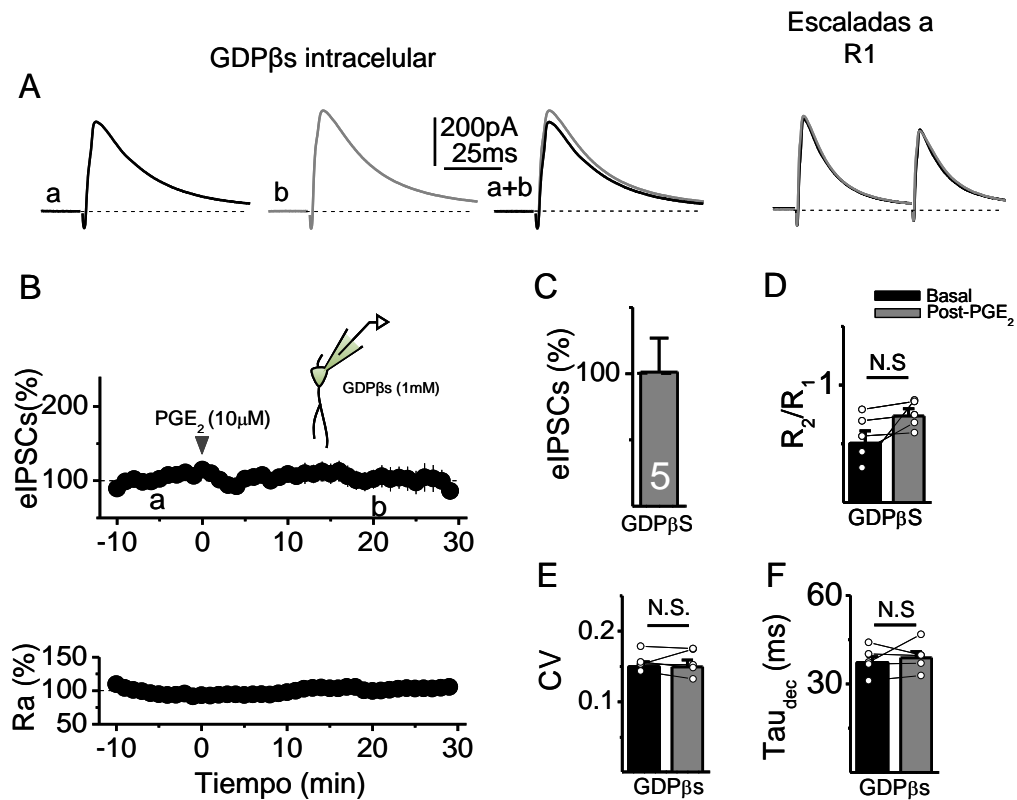 Escaladas a
R1
GDPβs intracelular
A
200pA
25ms
a
b
a+b
B
GDPβs (1mM)
PGE2 (10μM)
eIPSCs(%)
200
100
a
b
-10 0 10 20 30
Ra (%)
150
100
50
-10 0 10 20 30
Tiempo (min)
C
eIPSCs (%)
100
5
GDPβS
D
Basal
Post-PGE2
N.S
R2/R1
1
GDPβS
E
N.S.
CV
0.2
0.1
GDPβs
F
N.S
Taudec (ms)
60
30
GDPβs